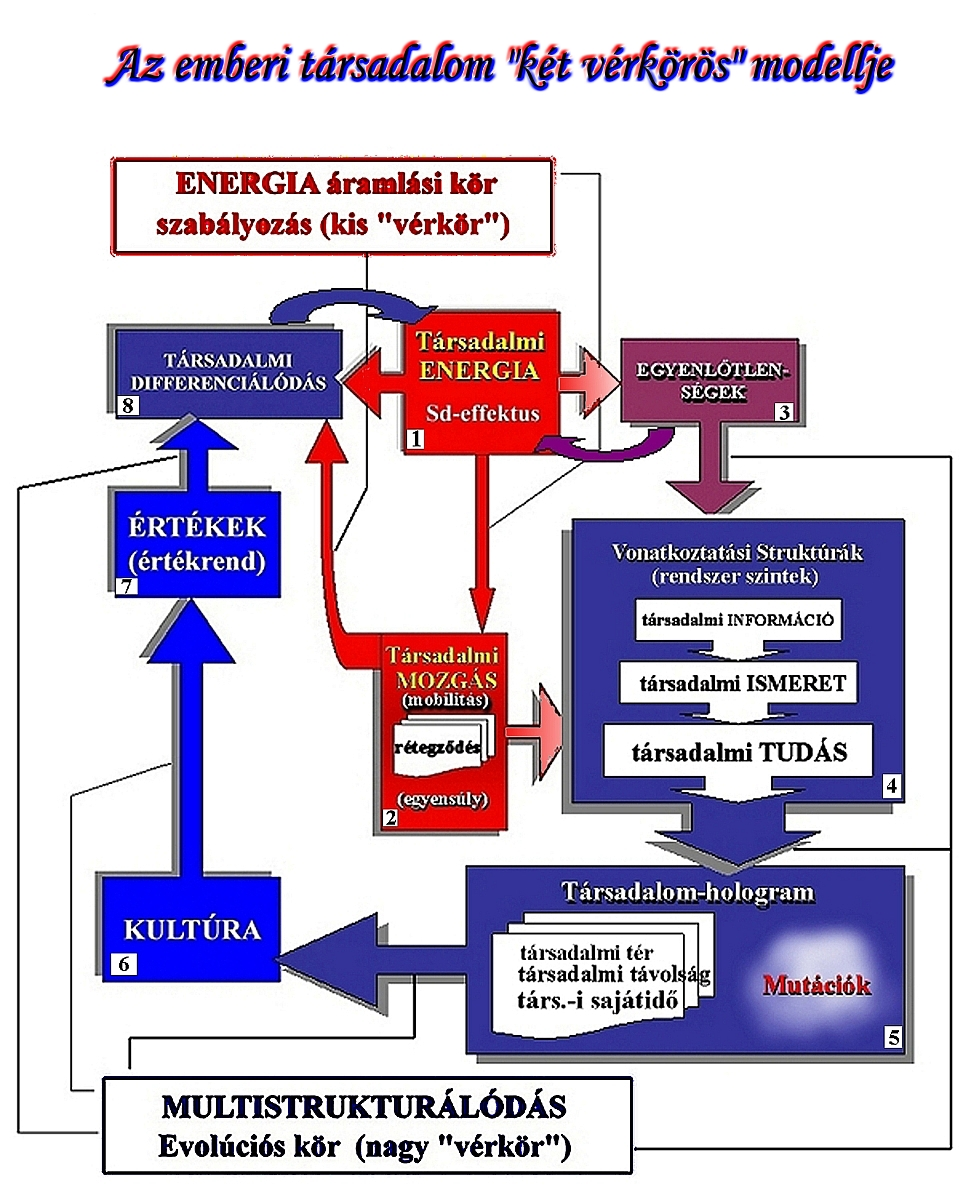 Az emberi társadalom "két vérkörös" modellje
ENERGIA áramlási kör
szabályozás (kis "vérkör")
TÁRSADALMI
DIFFERENCIÁLÓDÁS
8
Társadalmi
ENERGIA
Sd-effektus
1
EGYENLŐTLEN-
SÉGEK
3
ÉRTÉKEK
(értékrend)
7
Vonatkoztatási Struktúrák
(rendszer szintek)
társadalmi INFORMÁCIÓ
társadalmi ISMERET
társadalmi TUDÁS
4
Társadalmi
MOZGÁS
(mobilitás)
rétegződés
(egyensúly)
2
KULTÚRA
6
Társadalom-hologram
társadalmi tér
társadalmi távolság
társ.-i sajátidő
Mutációk
5
MULTISTRUKTURÁLÓDÁS
Evolúciós kör (nagy "vérkör")